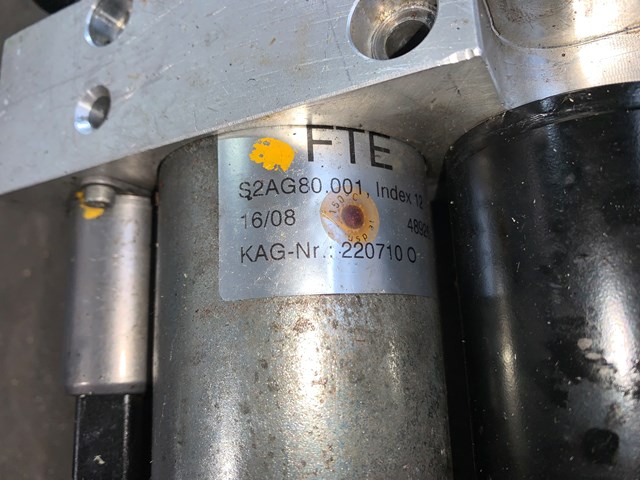 FTE
S2AG80.001, Index 12
16/08
KAG-Nr.: 220710 O